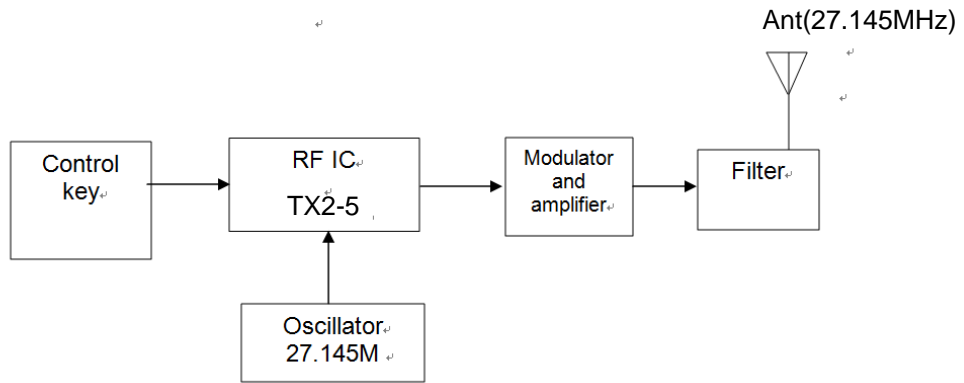 Ant(27.145MHz)
Control
key
RF IC
TX2-5
Modulator
and
amplifier
Filter
Oscillator
27.145M